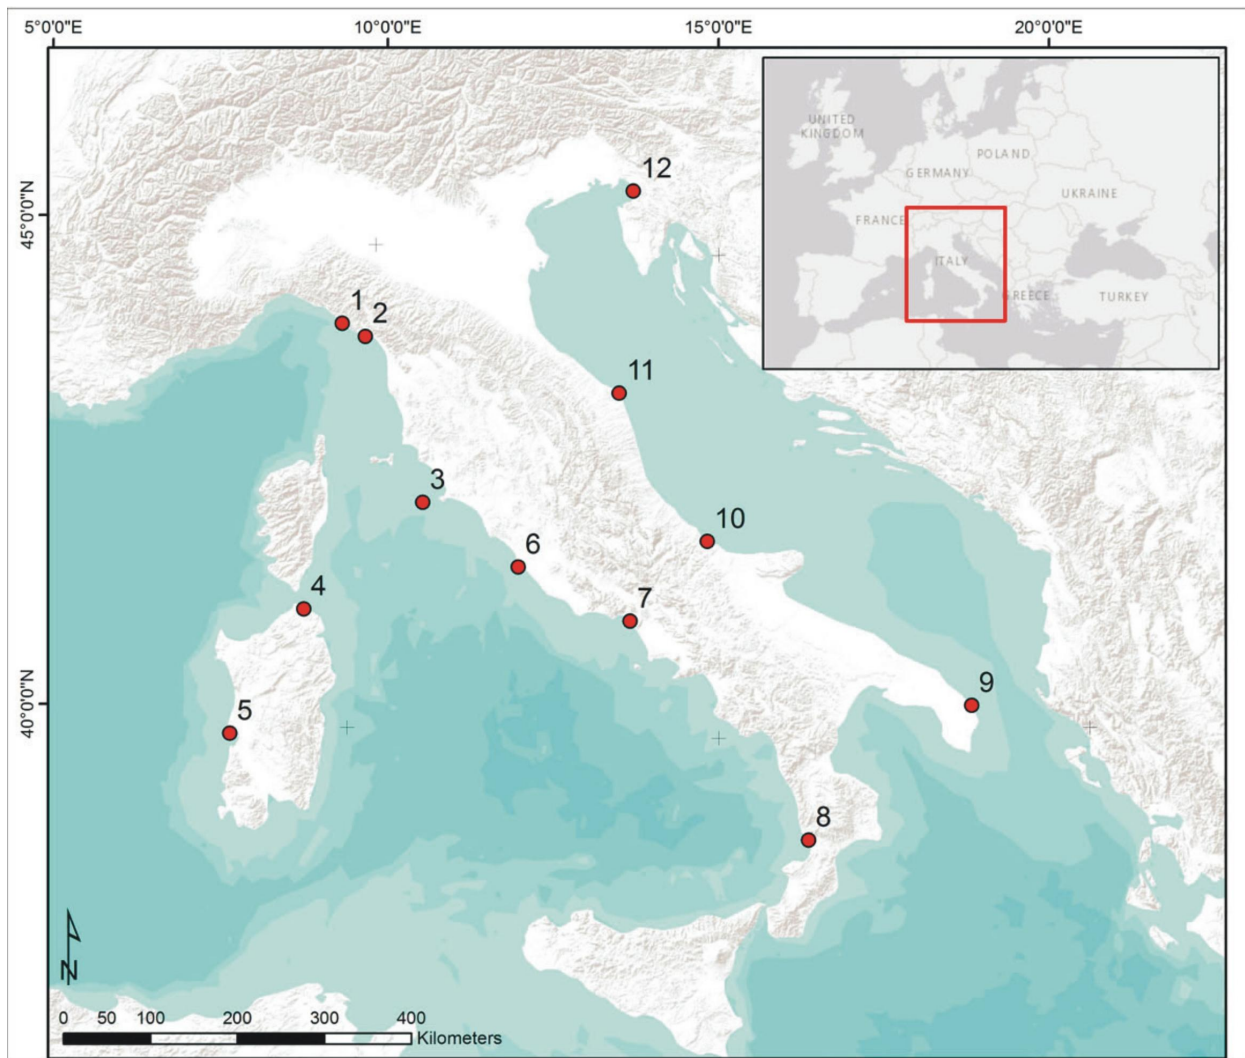 5°0'0"E
10°0'0"E
15°0'0"E
20°0'0"E
45°0'0"N
40°0'0"N
UNITED
KINGDOM
POLAND
GERMANY
UKRAINE
FRANCE
ITALY
GREECE
TURKEY
12
1
2
11
3
10
6
4
7
5
9
8
N
0 50 100 200 300 400
Kilometers